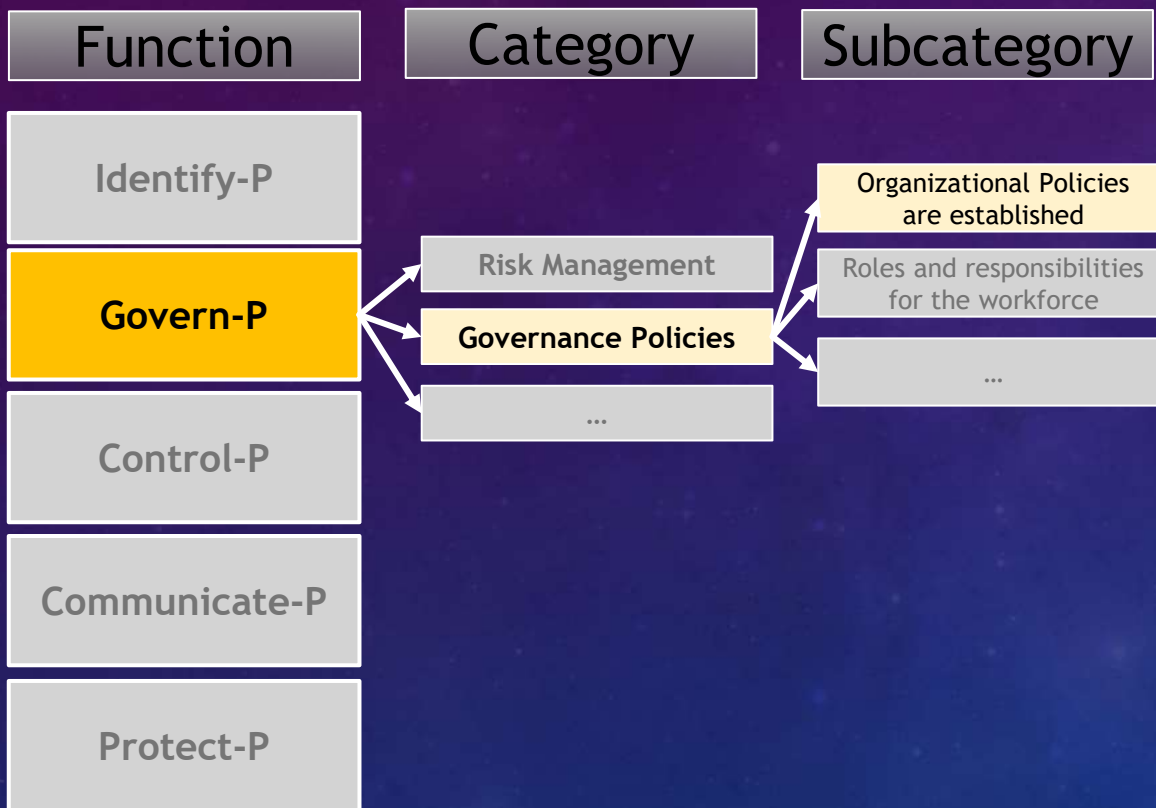 Function
Category
Subcategory
Identify-P
Organizational Policies
are established
Govern-P
Risk Management
Roles and responsibilities
for the workforce
Governance Policies
...
...
Control-P
Communicate-P
Protect-P